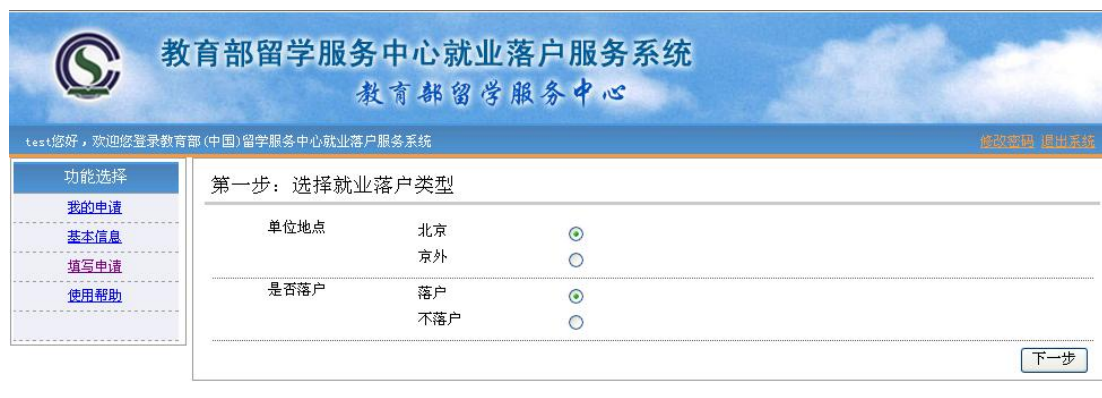 教育部留学服务中心就业落户服务系统
教育部留学服务中心
test您好，欢迎您登录教育部(中国)留学服务中心就业落户服务系统
修改密码 退出系统
功能选择
我的申请
基本信息
填写申请
使用帮助
第一步：选择就业落户类型
单位地点 北京
京外
是否落户 落户
不落户
下一步